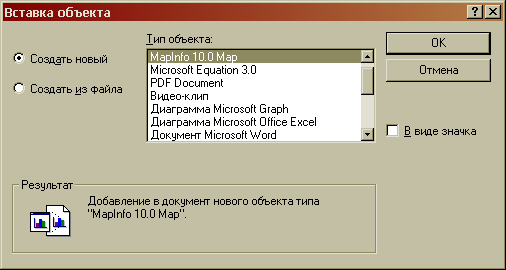 Вставка объекта
Тип объекта:
Создать новый
Создать из файла
MapInfo 10.0 Map
Microsoft Equation 3.0
PDF Document
Видео-клип
Диаграмма Microsoft Graph
Диаграмма Microsoft Office Excel
Документ Microsoft Word
OK
Отмена
В виде значка
Результат
Добавление в документ нового объекта типа
"MapInfo 10.0 Map".